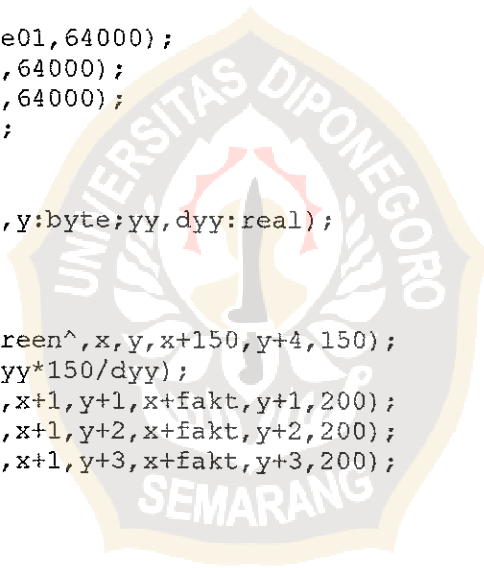 e01,64000);
,64000);
,64000);
;
,y:byte;yy,dyy:real);
reen^,x,y,x+150,y+4,150);
yy*150/dyy);
,x+1,y+1,x+fakt,y+1,200);
,x+1,y+2,x+fakt,y+2,200);
,x+1,y+3,x+fakt,y+3,200);
UNIVERSITAS DIPONEGORO
SEMARANG